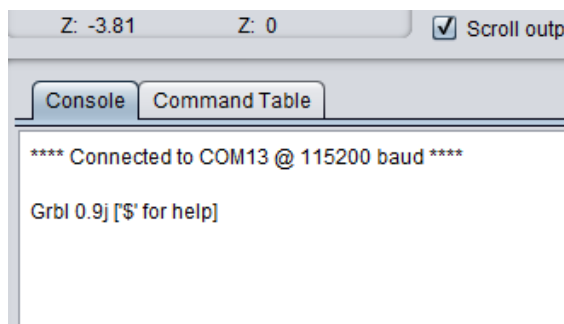 Z: -3.81 Z: 0 Scroll outp
Console Command Table
**** Connected to COM13 @ 115200 baud ****
Grbl 0.9j ['$' for help]